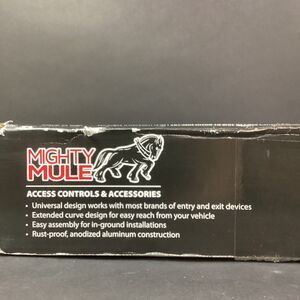 MIGHTY
MULE
ACCESS CONTROLS & ACCESSORIES
• Universal design works with most brands of entry and exit devices
• Extended curve design for easy reach from your vehicle
• Easy assembly for in-ground installations
• Rust-proof, anodized aluminum construction